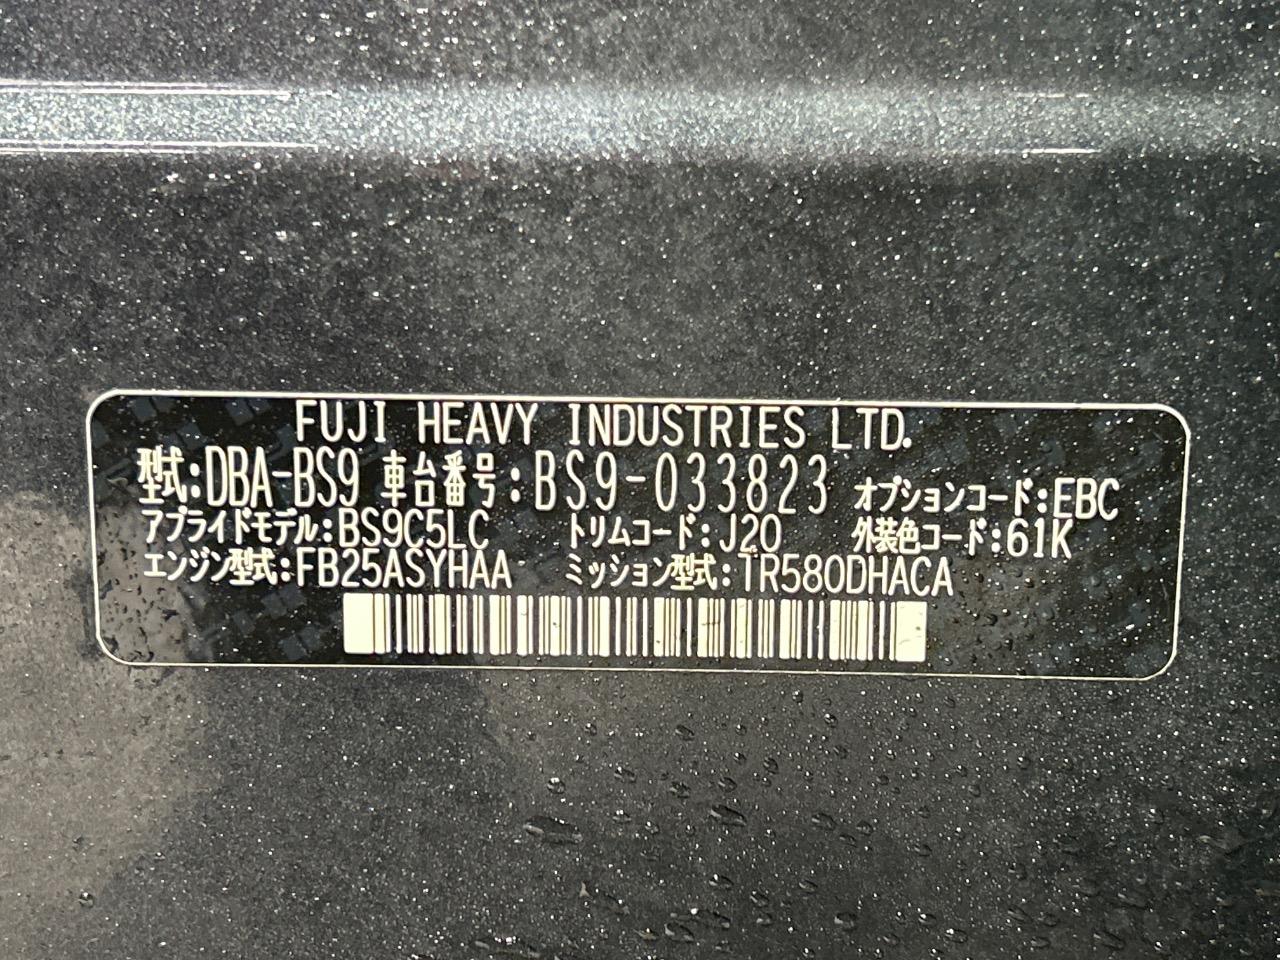 FUJI HEAVY INDUSTRIES LTD.
型式:DBA-BS9 車台番号:BS9-033823 オプションコード:EBC
アプライドモデル:BS9C5LC トリムコード:J20 外装色コード:61K
エンジン型式:FB25ASYHAA ミッション型式:TR580DHACA